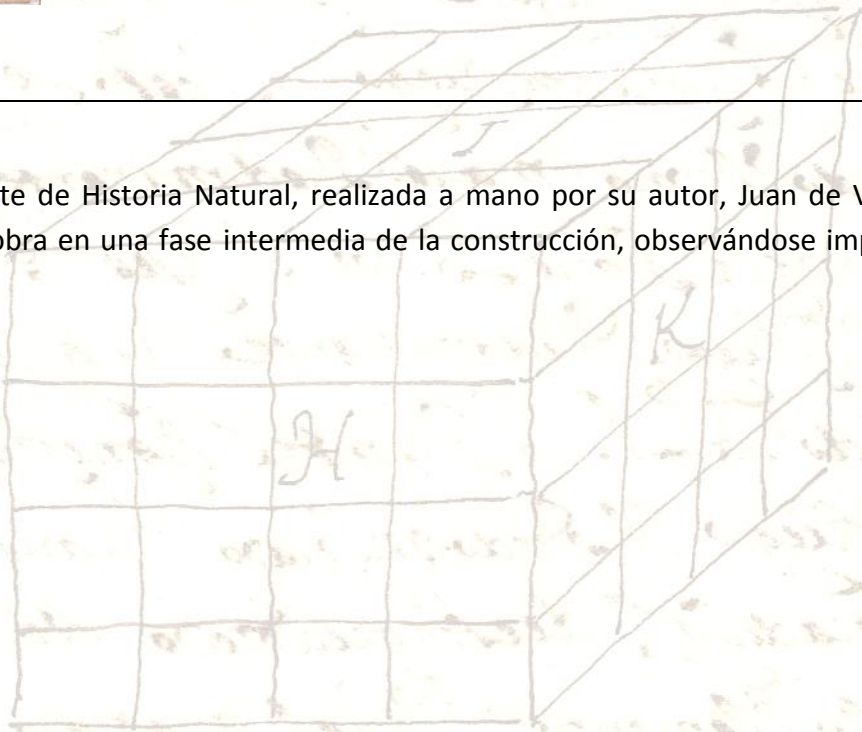 te de Historia Natural, realizada a mano por su autor, Juan de V
obra en una fase intermedia de la construcción, observándose imp
J
K
H